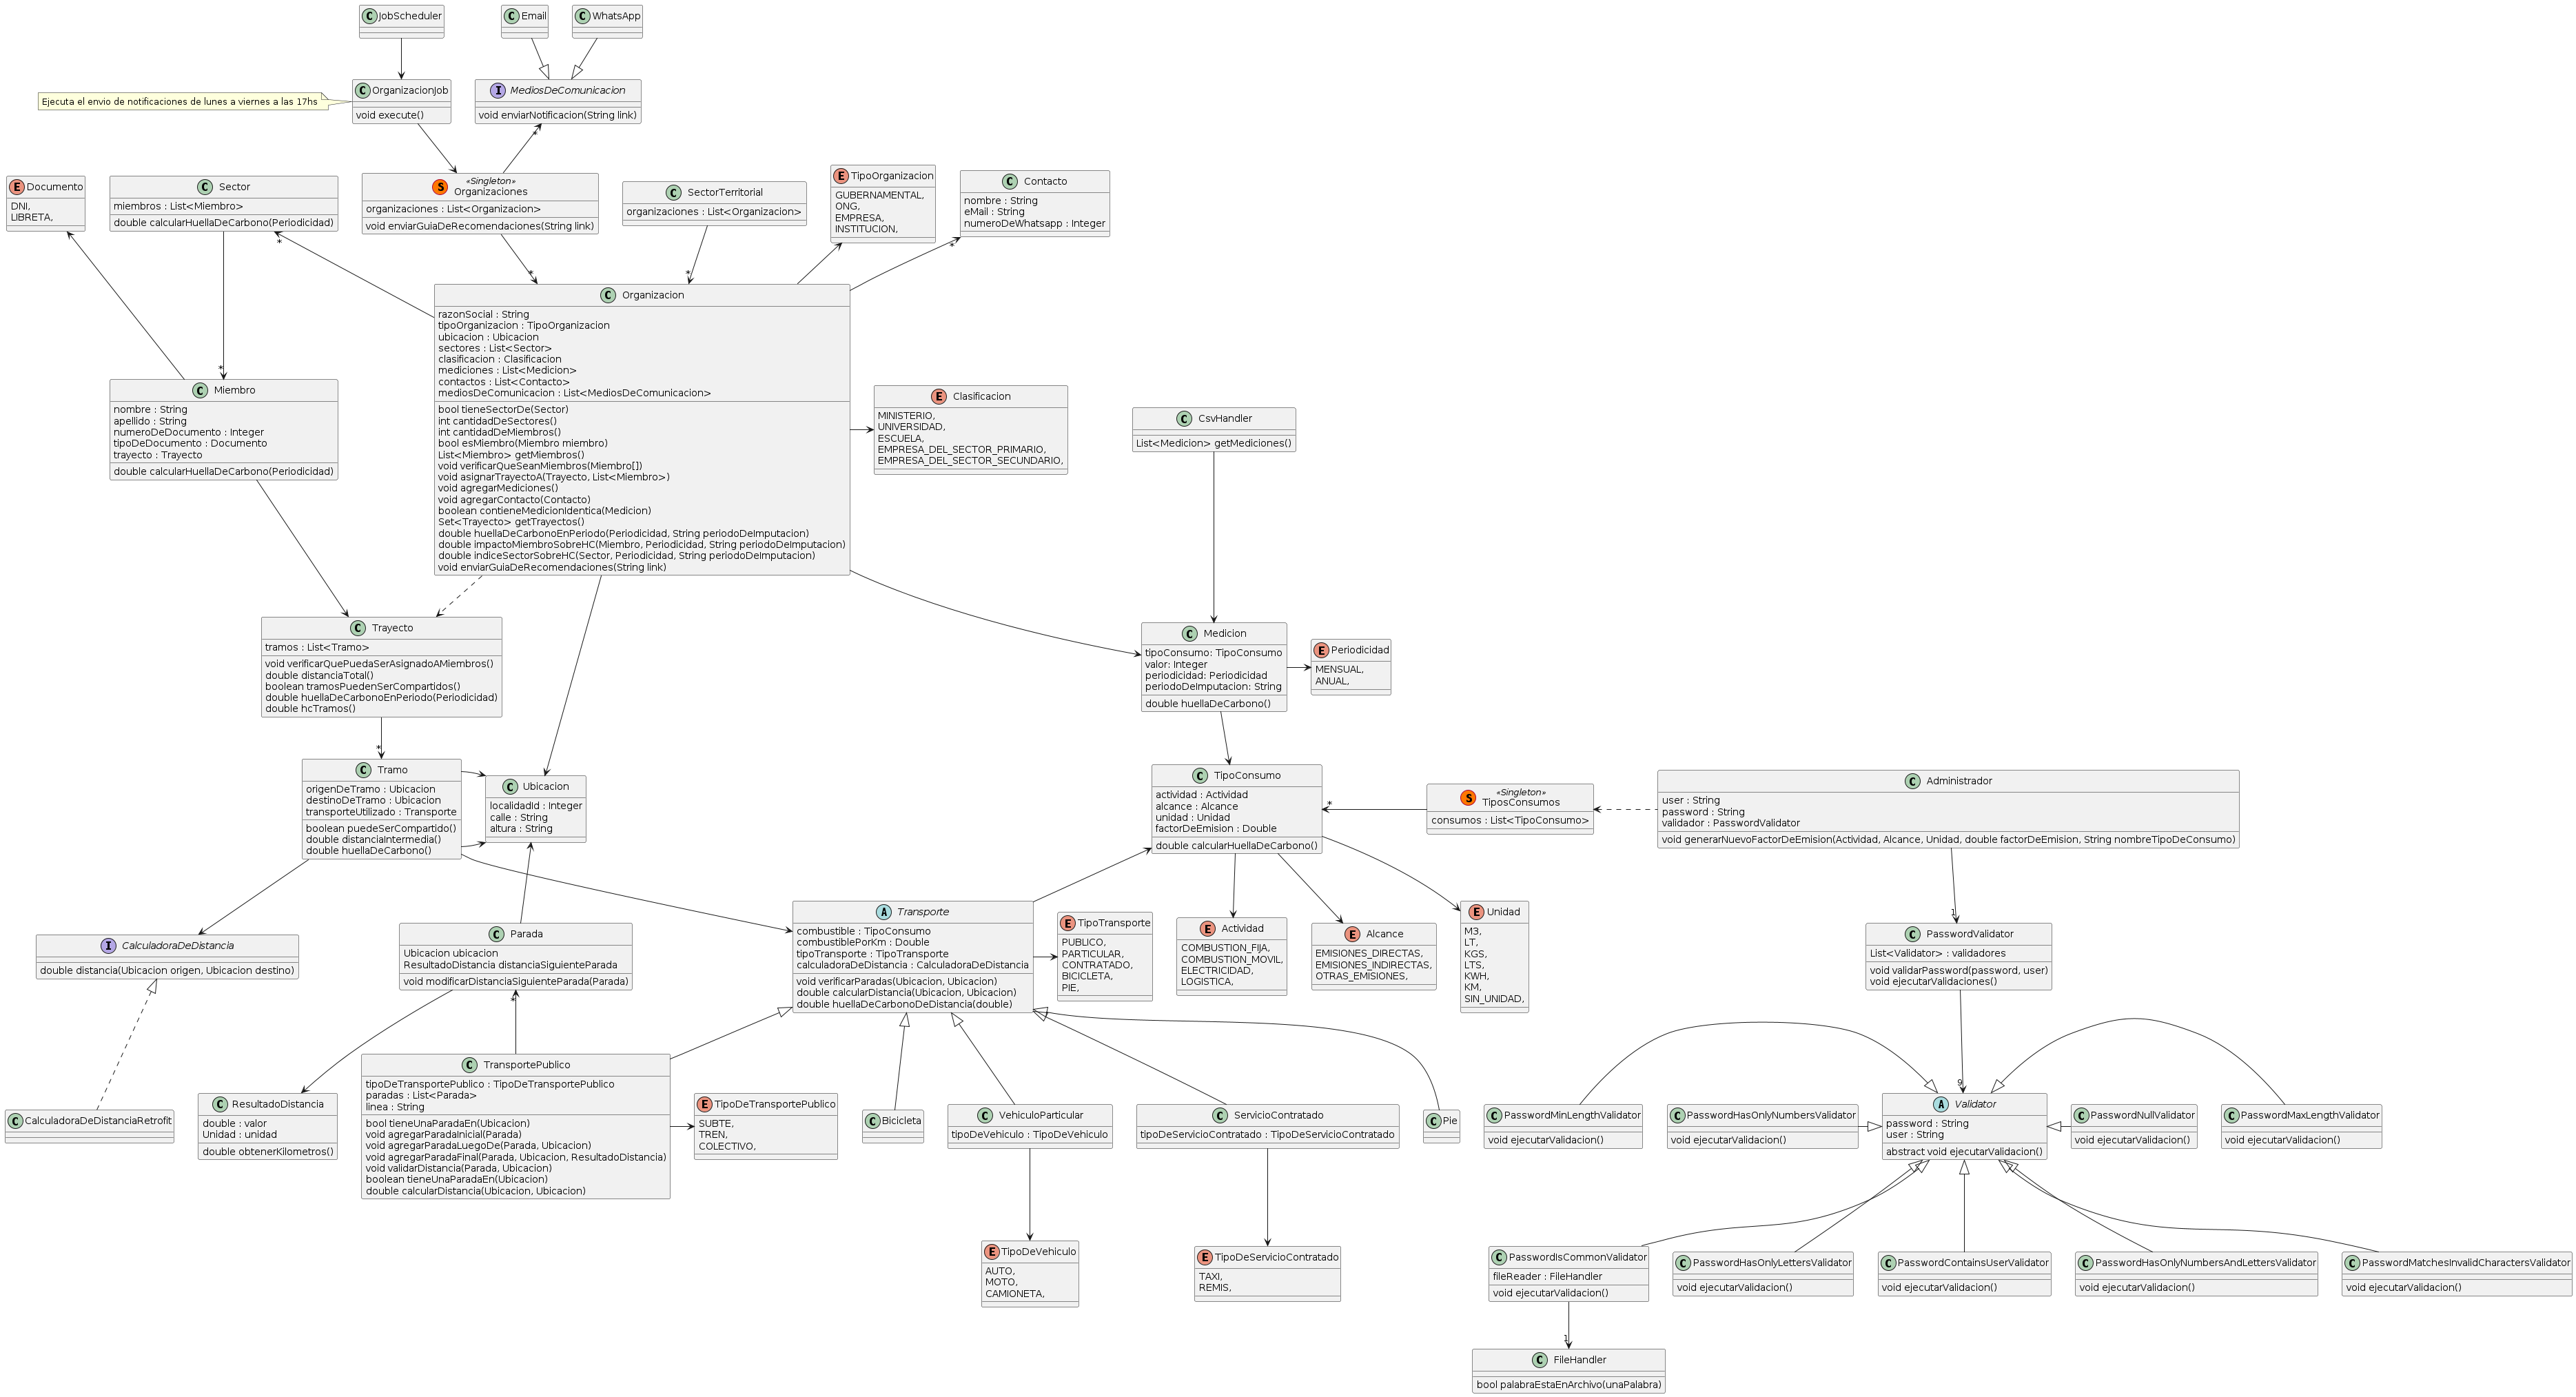 JobScheduler
Email
WhatsApp
Ejecuta el envio de notificaciones de lunes a viernes a las 17hs
OrganizacionJob
void execute()
MediosDeComunicacion
void enviarNotificacion(String link)
*
Documento
DNI,
LIBRETA,
Sector
miembros : List<Miembro>
double calcularHuellaDeCarbono(Periodicidad)
*
«Singleton»
Organizaciones
organizaciones : List<Organizacion>
void enviarGuiaDeRecomendaciones(String link)
*
SectorTerritorial
organizaciones : List<Organizacion>
*
TipoOrganizacion
GUBERNAMENTAL,
ONG,
EMPRESA,
INSTITUCION,
Contacto
nombre : String
eMail : String
numeroDeWhatsapp : Integer
*
Organizacion
razonSocial : String
tipoOrganizacion : TipoOrganizacion
ubicacion : Ubicacion
sectores : List<Sector>
clasificacion : Clasificacion
mediciones : List<Medicion>
contactos : List<Contacto>
mediosDeComunicacion : List<MediosDeComunicacion>
bool tieneSectorDe(Sector)
int cantidadDeSectores()
int cantidadDeMiembros()
bool esMiembro(Miembro miembro)
List<Miembro> getMiembros()
void verificarQueSeanMiembros(Miembro[])
void asignarTrayectoA(Trayecto, List<Miembro>)
void agregarMediciones()
void agregarContacto(Contacto)
boolean contieneMedicionIdentica(Medicion)
Set<Trayecto> getTrayectos()
double huellaDeCarbonoEnPeriodo(Periodicidad, String periodoDeImputacion)
double impactoMiembroSobreHC(Miembro, Periodicidad, String periodoDeImputacion)
double indiceSectorSobreHC(Sector, Periodicidad, String periodoDeImputacion)
void enviarGuiaDeRecomendaciones(String link)
*
Miembro
nombre : String
apellido : String
numeroDeDocumento : Integer
tipoDeDocumento : Documento
trayecto : Trayecto
double calcularHuellaDeCarbono(Periodicidad)
Clasificacion
MINISTERIO,
UNIVERSIDAD,
ESCUELA,
EMPRESA_DEL_SECTOR_PRIMARIO,
EMPRESA_DEL_SECTOR_SECUNDARIO,
CsvHandler
List<Medicion> getMediciones()
Trayecto
tramos : List<Tramo>
void verificarQuePuedaSerAsignadoAMiembros()
double distanciaTotal()
boolean tramosPuedenSerCompartidos()
double huellaDeCarbonoEnPeriodo(Periodicidad)
double hcTramos()
*
Medicion
tipoConsumo: TipoConsumo
valor: Integer
periodicidad: Periodicidad
periodoDeImputacion: String
double huellaDeCarbono()
Periodicidad
MENSUAL,
ANUAL,
Tramo
origenDeTramo : Ubicacion
destinoDeTramo : Ubicacion
transporteUtilizado : Transporte
boolean puedeSerCompartido()
double distanciaIntermedia()
double huellaDeCarbono()
Ubicacion
localidadId : Integer
calle : String
altura : String
TipoConsumo
actividad : Actividad
alcance : Alcance
unidad : Unidad
factorDeEmision : Double
double calcularHuellaDeCarbono()
*
«Singleton»
TiposConsumos
consumos : List<TipoConsumo>
Administrador
user : String
password : String
validador : PasswordValidator
void generarNuevoFactorDeEmision(Actividad, Alcance, Unidad, double factorDeEmision, String nombreTipoDeConsumo)
1
CalculadoraDeDistancia
double distancia(Ubicacion origen, Ubicacion destino)
Parada
Ubicacion ubicacion
ResultadoDistancia distanciaSiguienteParada
void modificarDistanciaSiguienteParada(Parada)
*
Transporte
combustible : TipoConsumo
combustiblePorKm : Double
tipoTransporte : TipoTransporte
calculadoraDeDistancia : CalculadoraDeDistancia
void verificarParadas(Ubicacion, Ubicacion)
double calcularDistancia(Ubicacion, Ubicacion)
double huellaDeCarbonoDeDistancia(double)
TipoTransporte
PUBLICO,
PARTICULAR,
CONTRATADO,
BICICLETA,
PIE,
Actividad
COMBUSTION_FIJA,
COMBUSTION_MOVIL,
ELECTRICIDAD,
LOGISTICA,
Alcance
EMISIONES_DIRECTAS,
EMISIONES_INDIRECTAS,
OTRAS_EMISIONES,
Unidad
M3,
LT,
KGS,
LTS,
KWH,
KM,
SIN_UNIDAD,
PasswordValidator
List<Validator> : validadores
void validarPassword(password, user)
void ejecutarValidaciones()
9
CalculadoraDeDistanciaRetrofit
ResultadoDistancia
double : valor
Unidad : unidad
double obtenerKilometros()
TransportePublico
tipoDeTransportePublico : TipoDeTransportePublico
paradas : List<Parada>
linea : String
bool tieneUnaParadaEn(Ubicacion)
void agregarParadaInicial(Parada)
void agregarParadaLuegoDe(Parada, Ubicacion)
void agregarParadaFinal(Parada, Ubicacion, ResultadoDistancia)
void validarDistancia(Parada, Ubicacion)
boolean tieneUnaParadaEn(Ubicacion)
double calcularDistancia(Ubicacion, Ubicacion)
TipoDeTransportePublico
SUBTE,
TREN,
COLECTIVO,
Bicicleta
VehiculoParticular
tipoDeVehiculo : TipoDeVehiculo
ServicioContratado
tipoDeServicioContratado : TipoDeServicioContratado
Pie
PasswordMinLengthValidator
void ejecutarValidacion()
PasswordHasOnlyNumbersValidator
void ejecutarValidacion()
Validator
password : String
user : String
abstract void ejecutarValidacion()
PasswordNullValidator
void ejecutarValidacion()
PasswordMaxLengthValidator
void ejecutarValidacion()
TipoDeVehiculo
AUTO,
MOTO,
CAMIONETA,
TipoDeServicioContratado
TAXI,
REMIS,
PasswordIsCommonValidator
fileReader : FileHandler
void ejecutarValidacion()
PasswordHasOnlyLettersValidator
void ejecutarValidacion()
PasswordContainsUserValidator
void ejecutarValidacion()
PasswordHasOnlyNumbersAndLettersValidator
void ejecutarValidacion()
PasswordMatchesInvalidCharactersValidator
void ejecutarValidacion()
1
FileHandler
bool palabraEstaEnArchivo(unaPalabra)